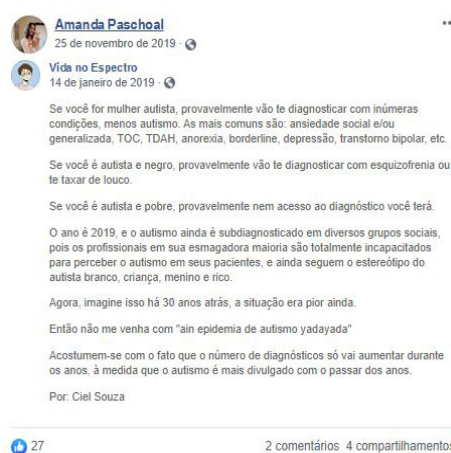 Amanda Paschoal
25 de novembro de 2019 ·
Vida no Espectro
14 de janeiro de 2019 ·
Se você for mulher autista, provavelmente vão te diagnosticar com inúmeras
condições, menos autismo. As mais comuns são: ansiedade social e/ou
generalizada, TOC, TDAH, anorexia, borderline, depressão, transtorno bipolar, etc.
Se você é autista e negro, provavelmente vão te diagnosticar com esquizofrenia ou
te taxar de louco.
Se você é autista e pobre, provavelmente nem acesso ao diagnóstico você terá.
O ano é 2019, e o autismo ainda é subdiagnosticado em diversos grupos sociais,
pois os profissionais em sua esmagadora maioria são totalmente incapacitados
para perceber o autismo em seus pacientes, e ainda seguem o estereótipo do
autista branco, criança, menino e rico.
Agora, imagine isso há 30 anos atrás, a situação era pior ainda.
Então não me venha com "ain epidemia de autismo yadayada"
Acostumem-se com o fato que o número de diagnósticos só vai aumentar durante
os anos, à medida que o autismo é mais divulgado com o passar dos anos.
Por: Ciel Souza
27
2 comentários 4 compartilhamentos